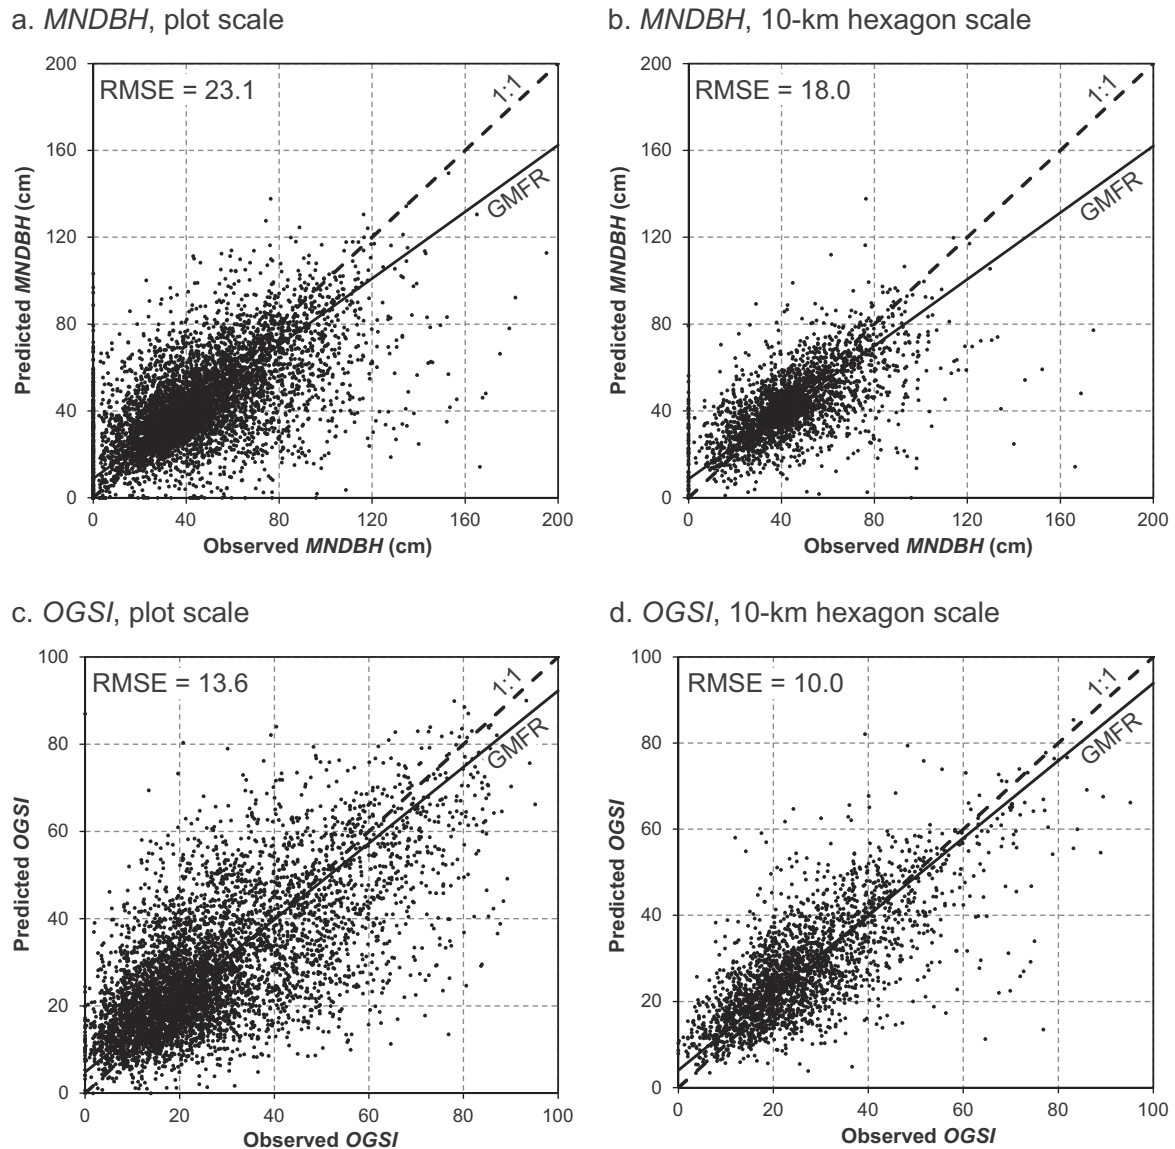 a. MNDBH, plot scale
RMSE = 23.1
1:1
GMFR
200
160
120
80
40
0
0 40 80 120 160 200
Predicted MNDBH (cm)
Observed MNDBH (cm)
b. MNDBH, 10-km hexagon scale
RMSE = 18.0
1:1
GMFR
200
160
120
80
40
0
0 40 80 120 160 200
Predicted MNDBH (cm)
Observed MNDBH (cm)
c. OGSI, plot scale
RMSE = 13.6
1:1
GMFR
100
80
60
40
20
0
0 20 40 60 80 100
Predicted OGSI
Observed OGSI
d. OGSI, 10-km hexagon scale
RMSE = 10.0
1:1
GMFR
100
80
60
40
20
0
0 20 40 60 80 100
Predicted OGSI
Observed OGSI